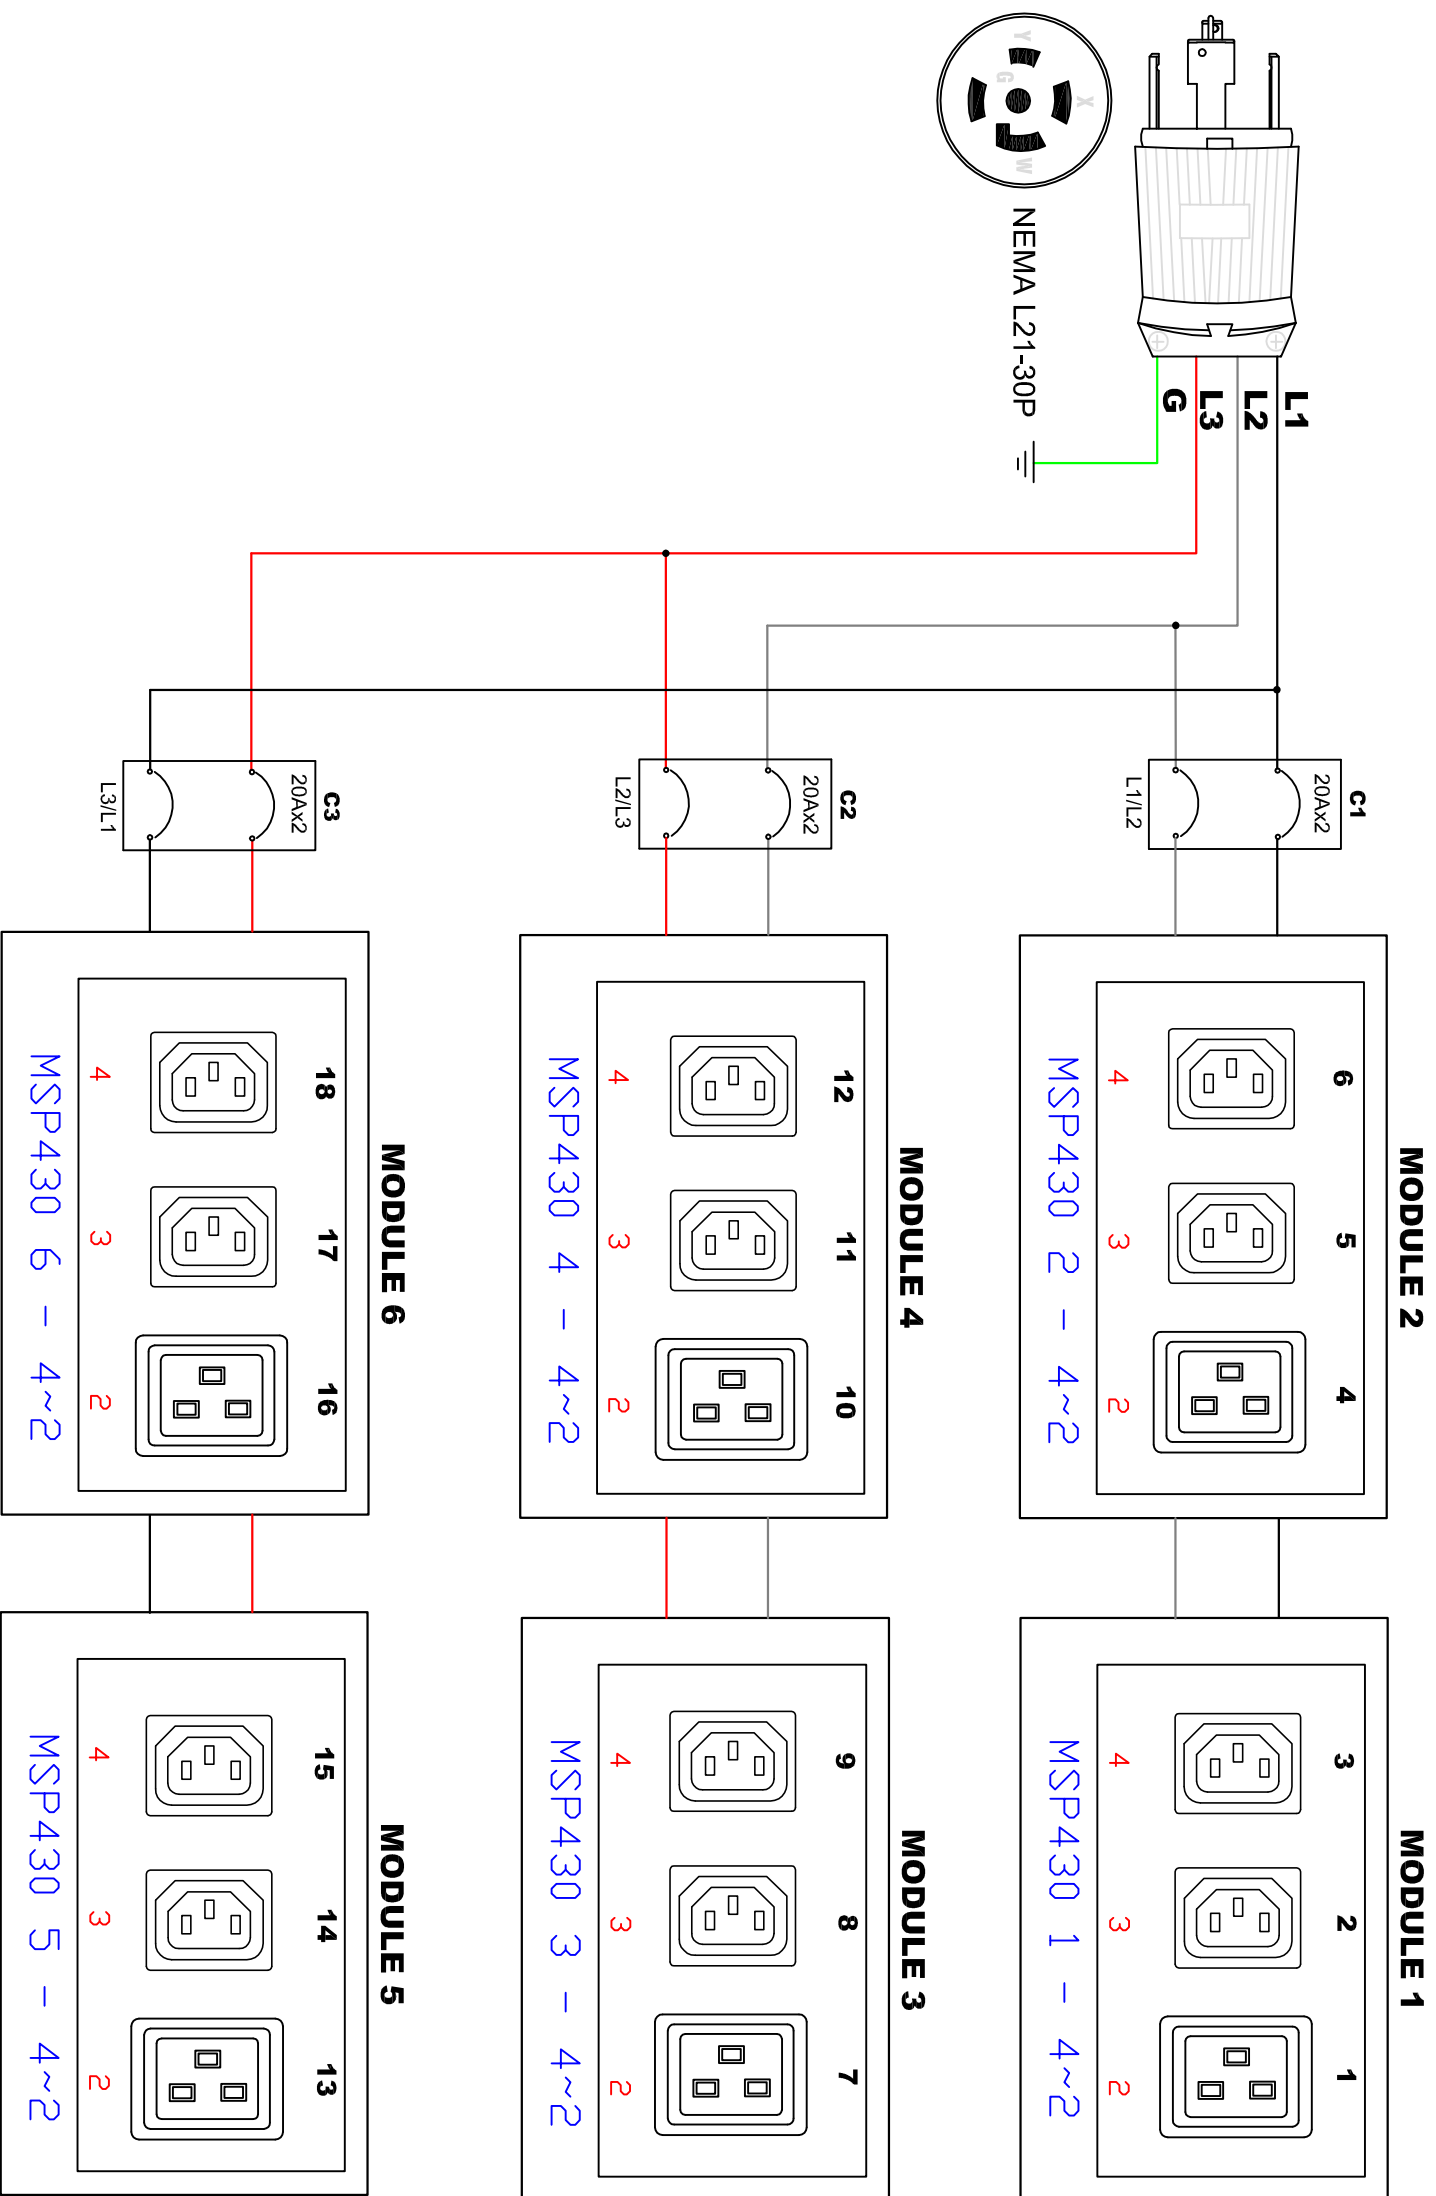 Y
G
X
W
NEMA L21-30P
L1
L2
L3
G
C1
20Ax2
L1/L2
C2
20Ax2
L2/L3
C3
20Ax2
L3/L1
MODULE 2
6 5 4
4 3 2
MSP430 2 - 4~2
MODULE 1
3 2 1
4 3 2
MSP430 1 - 4~2
MODULE 4
12 11 10
4 3 2
MSP430 4 - 4~2
MODULE 3
9 8 7
4 3 2
MSP430 3 - 4~2
MODULE 6
18 17 16
4 3 2
MSP430 6 - 4~2
MODULE 5
15 14 13
4 3 2
MSP430 5 - 4~2